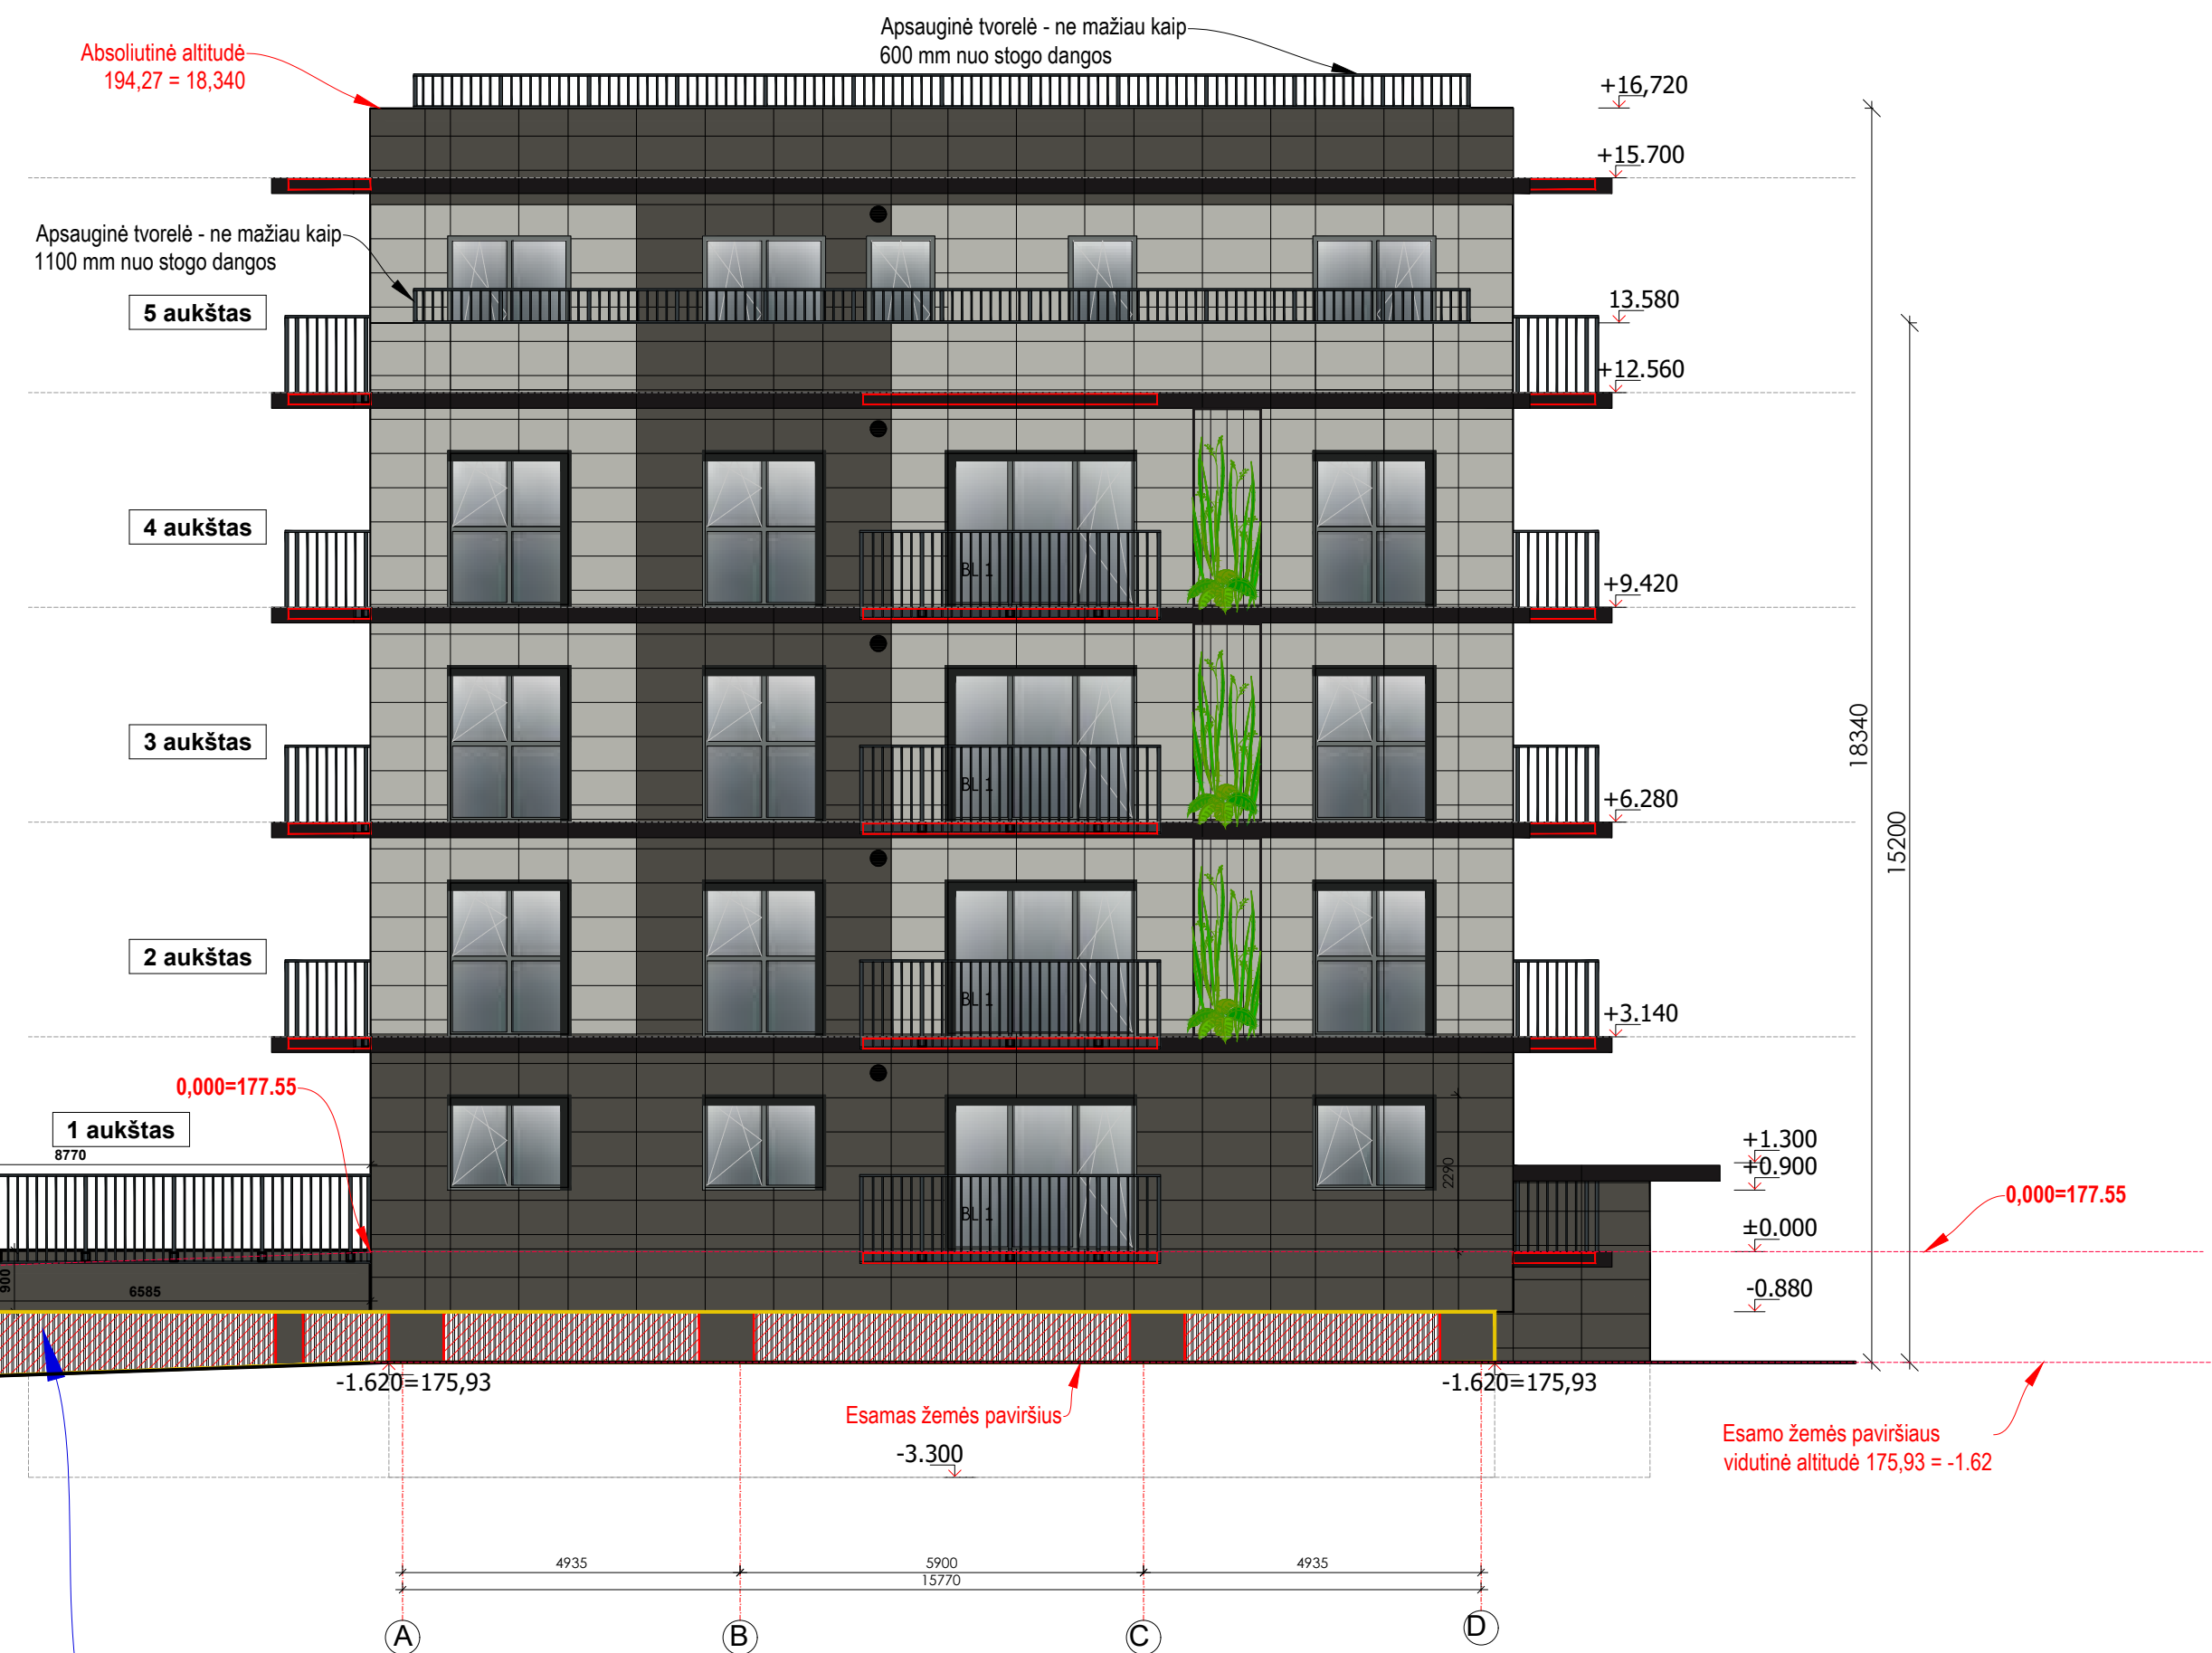 Apsauginė tvorelė - ne mažiau kaip
600 mm nuo stogo dangos
Absoliutinė altitudė
194,27 = 18,340
+16,720
+15.700
Apsauginė tvorelė - ne mažiau kaip
1100 mm nuo stogo dangos
5 aukštas
13.580
+12.560
4 aukštas
BL 1
+9.420
18340
3 aukštas
BL 1
+6.280
15200
2 aukštas
BL 1
+3.140
0,000=177.55
1 aukštas
8770
2290
+1.300
+0.900
0,000=177.55
BL 1
±0.000
900
6585
-0.880
-1.620=175,93
-1.620=175,93
Esamas žemės paviršius
Esamo žemės paviršiaus
vidutinė altitudė 175,93 = -1.62
-3.300
4935
5900
4935
15770
A
B
C
D